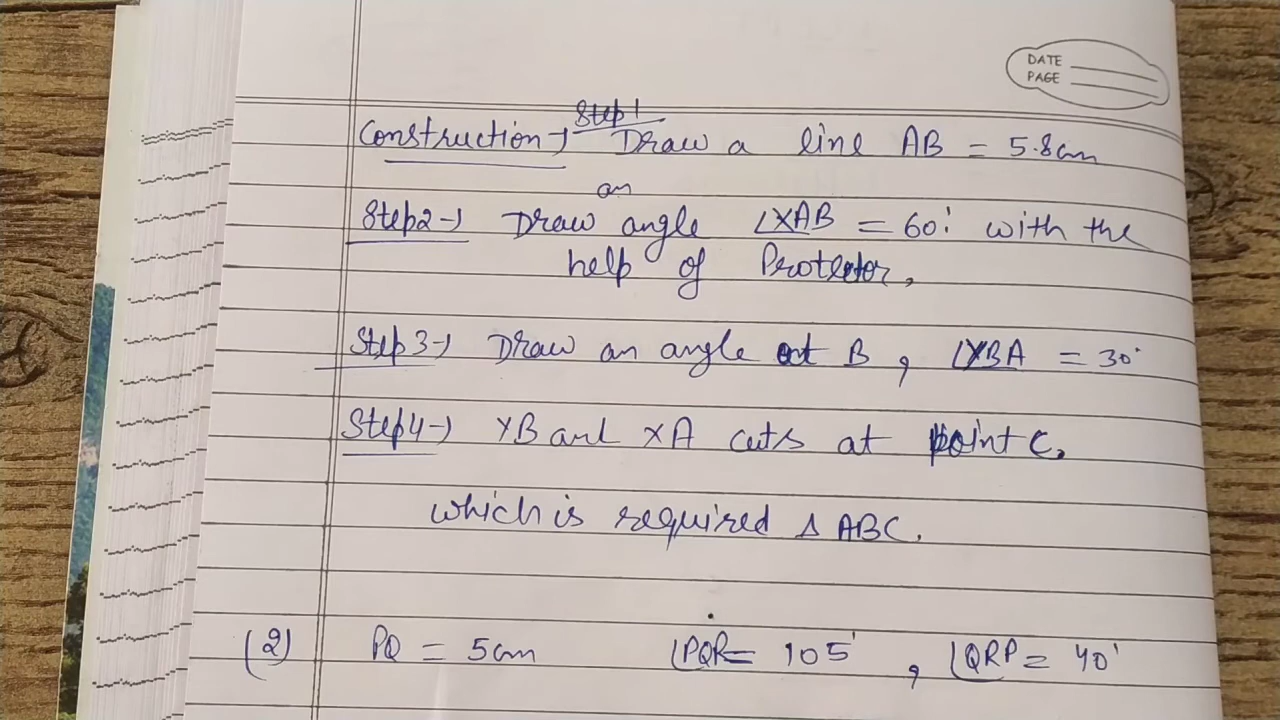 DATE
PAGE
Step 1
Construction → Draw a line AB = 5.8cm
an
Step2 → Draw angle ∠XAB = 60° with the
help of Protector,
Step 3 → Draw an angle at B, ∠YBA = 30°
Step4 → YB and XA cuts at point C.
which is required Δ ABC.
(2) PQ = 5cm ∠PQR = 105°, ∠QRP = 40°